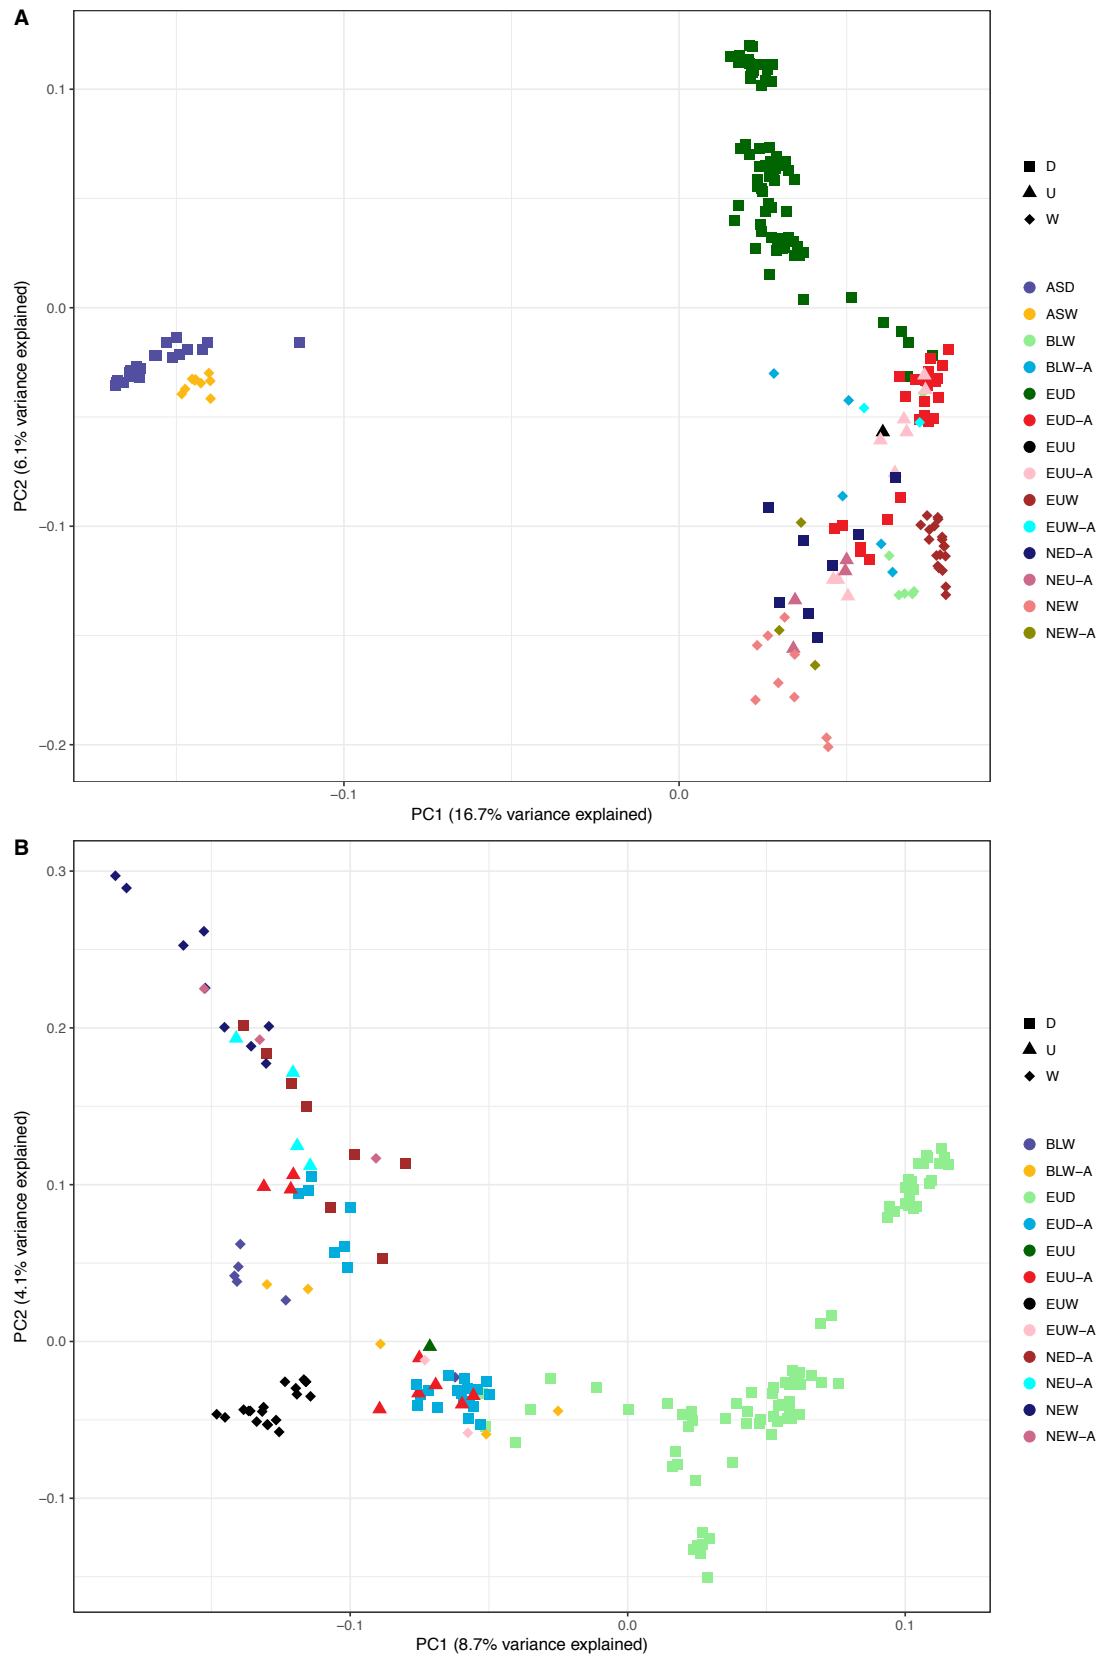 A
PC2 (6.1% variance explained)
0.1
0.0
−0.1
−0.2
−0.1
0.0
PC1 (16.7% variance explained)
D
U
W
ASD
ASW
BLW
BLW−A
EUD
EUD−A
EUU
EUU−A
EUW
EUW−A
NED−A
NEU−A
NEW
NEW−A
B
PC2 (4.1% variance explained)
0.3
0.2
0.1
0.0
−0.1
−0.1
0.0
0.1
PC1 (8.7% variance explained)
D
U
W
BLW
BLW−A
EUD
EUD−A
EUU
EUU−A
EUW
EUW−A
NED−A
NEU−A
NEW
NEW−A